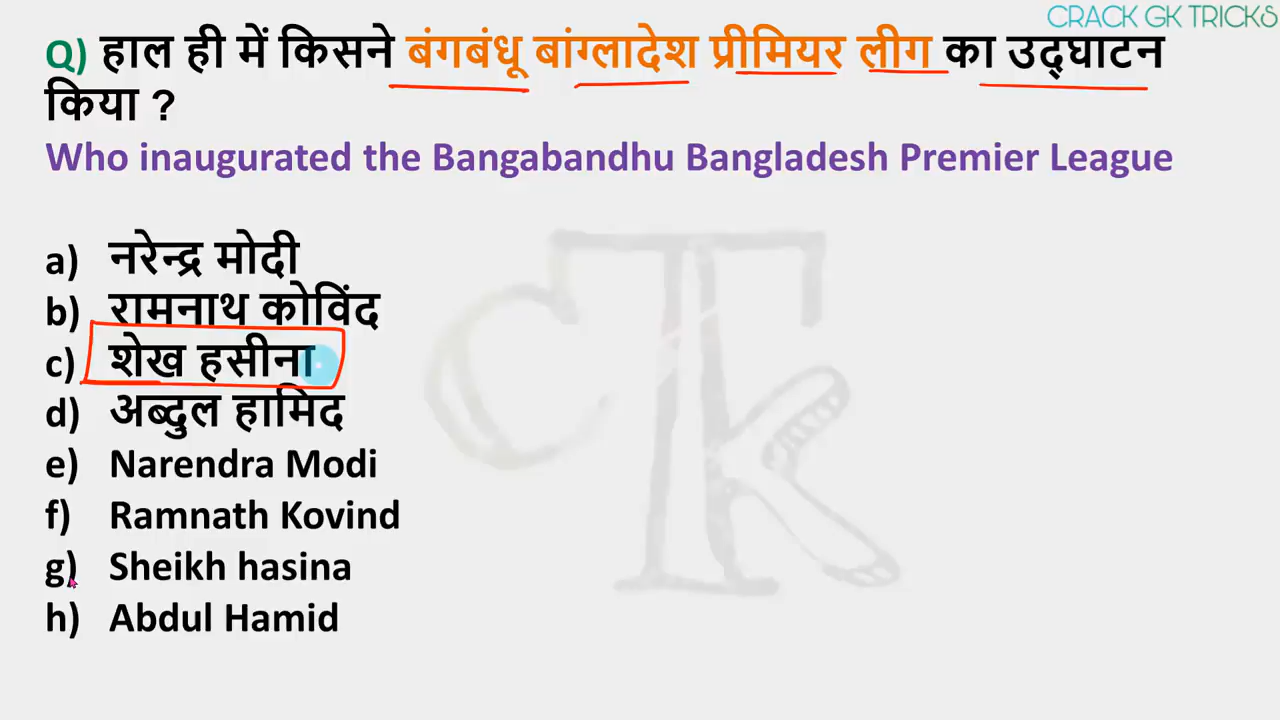 CRACK GK TRICKS
Q) हाल ही में किसने बंगबंधू बांग्लादेश प्रीमियर लीग का उद्घाटन
किया ?
Who inaugurated the Bangabandhu Bangladesh Premier League
a) नरेन्द्र मोदी
b) रामनाथ कोविंद
c) शेख हसीना
d) अब्दुल हामिद
e) Narendra Modi
f) Ramnath Kovind
g) Sheikh hasina
h) Abdul Hamid
CTk